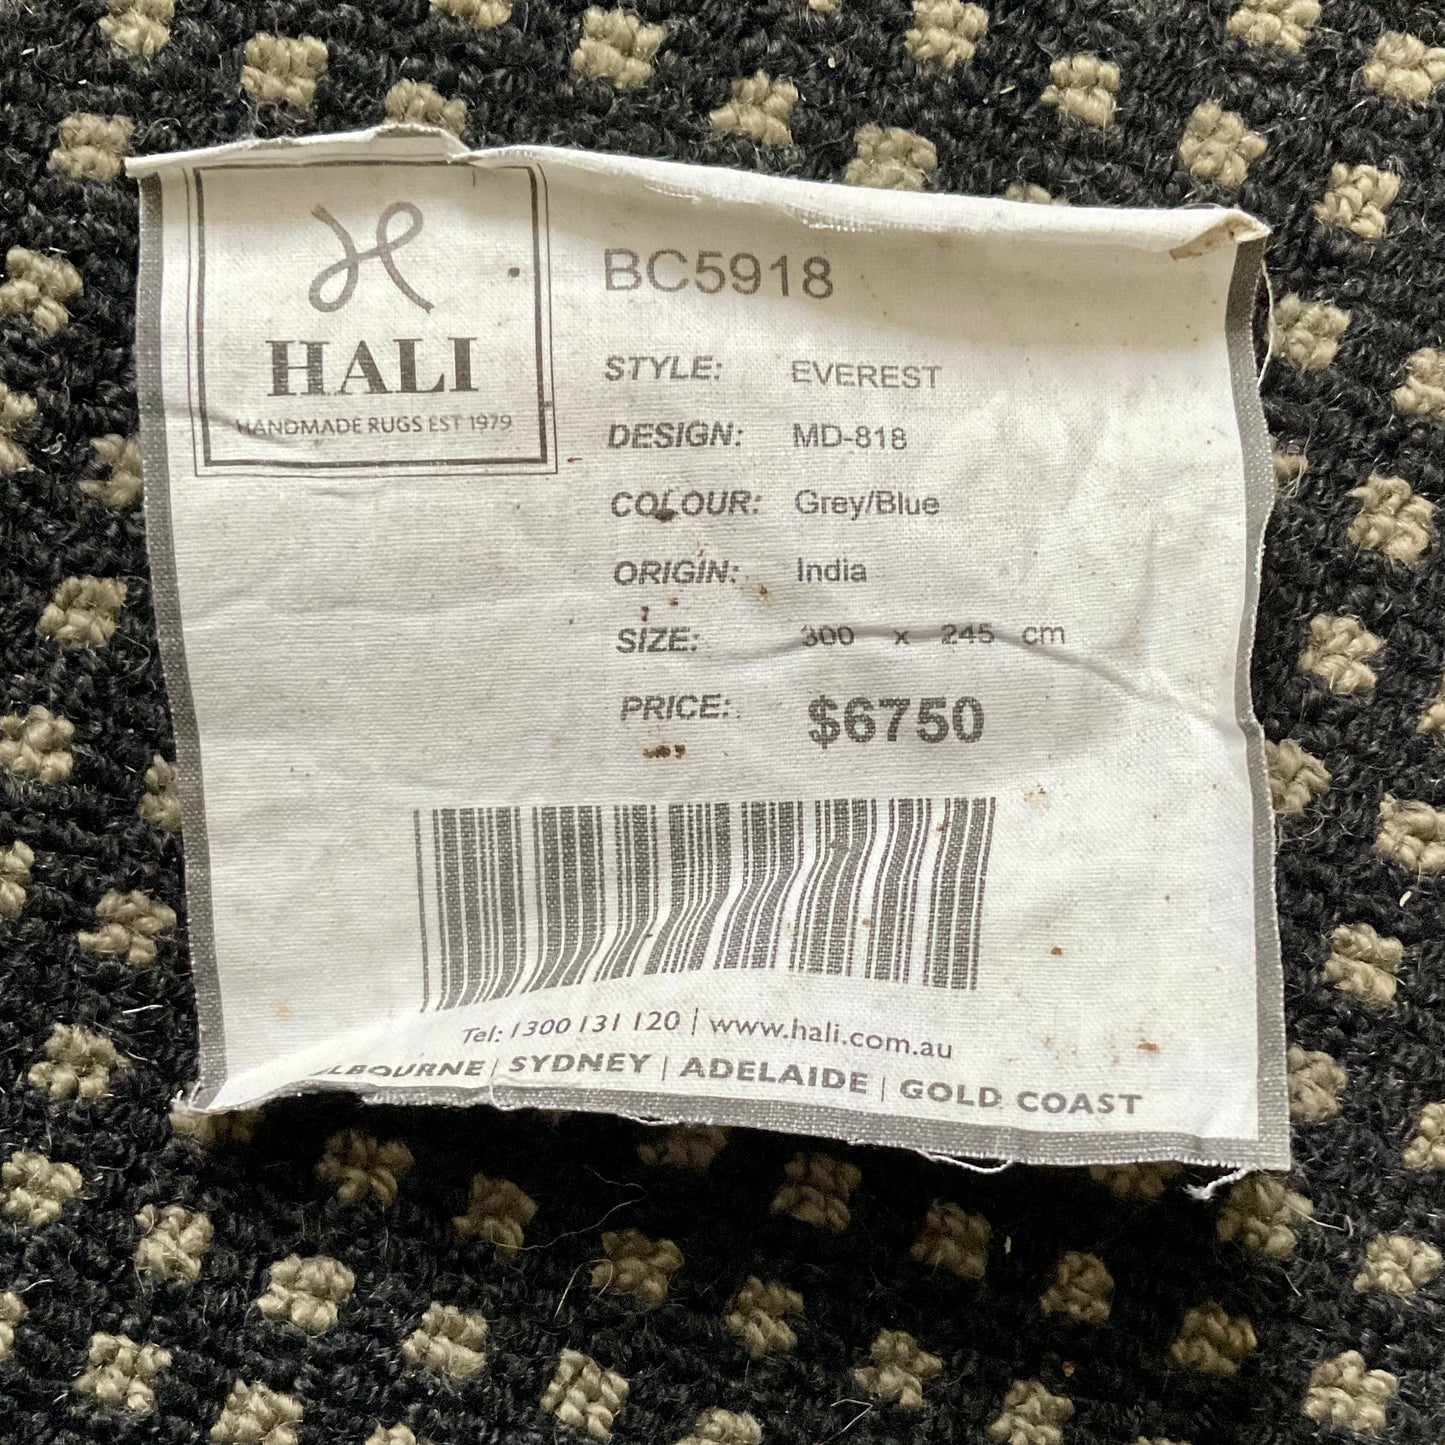 HALI
HANDMADE RUGS EST 1979
BC5918
STYLE: EVEREST
DESIGN: MD-818
COLOUR: Grey/Blue
ORIGIN: India
SIZE: 300 x 245 cm
PRICE: $6750
Tel: 1300 131 120 | www.hali.com.au
LBOURNE | SYDNEY | ADELAIDE | GOLD COAST